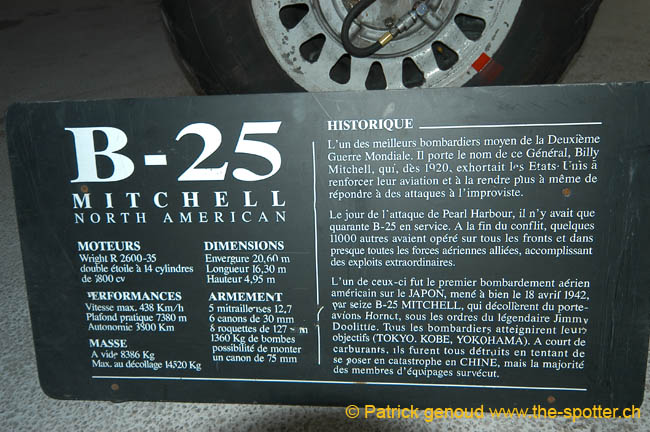 B-25
MITCHELL
NORTH AMERICAN
MOTEURS
Wright R 2600-35
double étoile à 14 cylindres
de 1800 cv
PERFORMANCES
Vitesse max. 438 Km/h
Plafond pratique 7380 m
Autonomie 3800 Km
MASSE
A vide 8386 Kg
Max. au décollage 14520 Kg
DIMENSIONS
Envergure 20,60 m
Longueur 16,30 m
Hauteur 4,95 m
ARMEMENT
5 mitrailleuses 12,7
6 canons de 30 mm
8 roquettes de 127 mm
1360 Kg de bombes
possibilité de monter
un canon de 75 mm
HISTORIQUE
L'un des meilleurs bombardiers moyen de la Deuxième
Guerre Mondiale. Il porte le nom de ce Général, Billy
Mitchell, qui, dès 1920, exhortait les Etats-Unis à
renforcer leur aviation et à la rendre plus à même de
répondre à des attaques à l'improviste.
Le jour de l'attaque de Pearl Harbour, il n'y avait que
quarante B-25 en service. A la fin du conflit, quelques
11000 autres avaient opéré sur tous les fronts et dans
presque toutes les forces aériennes alliées, accomplissant
des exploits extraordinaires.
L'un de ceux-ci fut le premier bombardement aérien
américain sur le JAPON, mené à bien le 18 avril 1942,
par seize B-25 MITCHELL, qui décollèrent du porte-
avions Hornet, sous les ordres du légendaire Jimmy
Doolittle. Tous les bombardiers atteignirent leurs
objectifs (TOKYO, KOBE, YOKOHAMA). A court de
carburants, ils furent tous détruits en tentant de
se poser en catastrophe en CHINE, mais la majorité
des membres d'équipages survécut.
© Patrick genoud www.the-spotter.ch